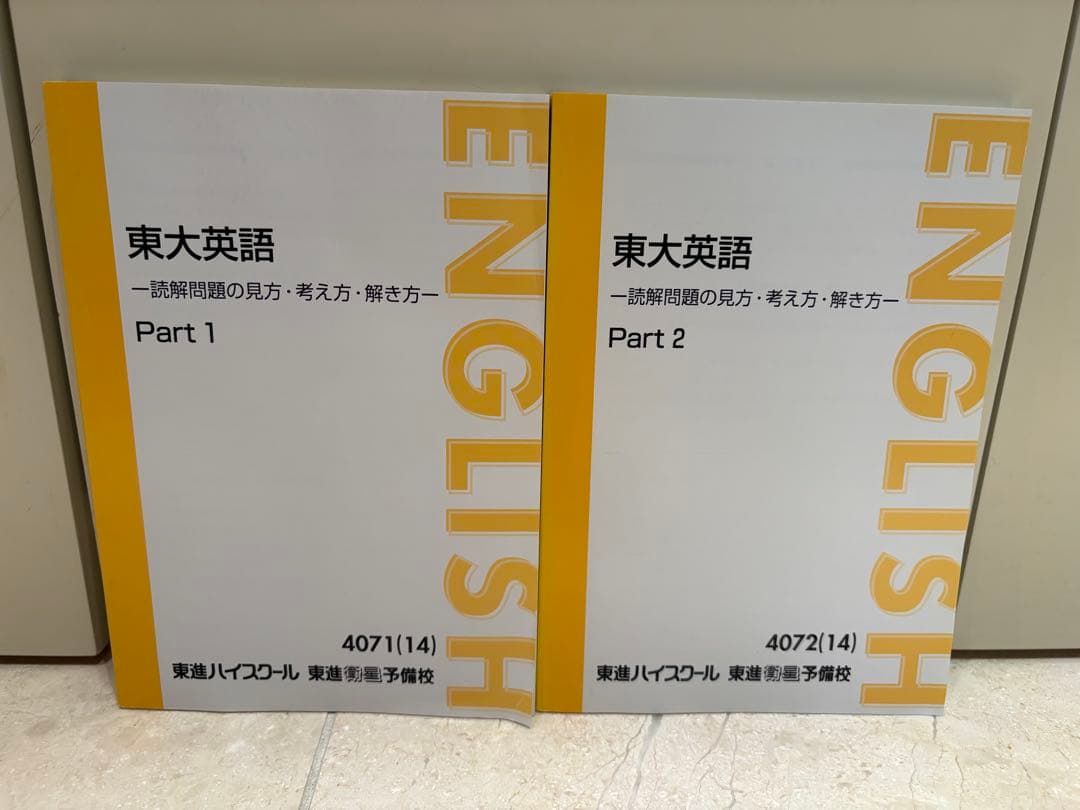 東大英語
ー読解問題の見方・考え方・解き方ー
Part 1
ENGLISH
4071(14)
東進ハイスクール 東進衛星予備校
東大英語
ー読解問題の見方・考え方・解き方ー
Part 2
ENGLISH
4072(14)
東進ハイスクール 東進衛星予備校